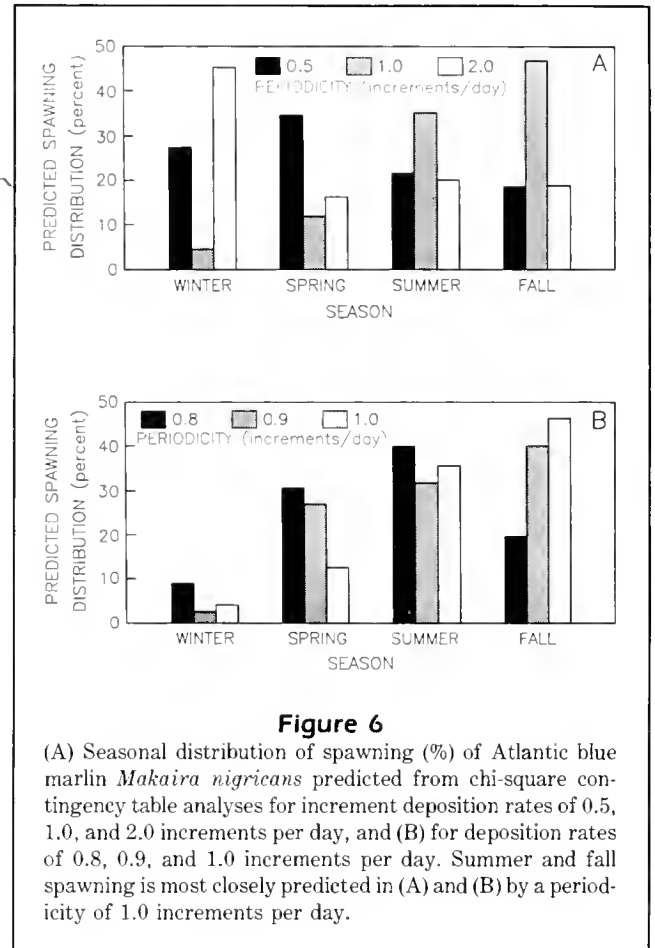 50
40
30
20
10
0
PREDICTED SPAWNING
DISTRIBUTION (percent)
0.5 1.0 2.0
PERIODICITY (increments/day)
A
WINTER SPRING SUMMER FALL
SEASON
50
40
30
20
10
0
PREDICTED SPAWNING
DISTRIBUTION (percent)
0.8 0.9 1.0
PERIODICITY (increments/day)
B
WINTER SPRING SUMMER FALL
SEASON
Figure 6
(A) Seasonal distribution of spawning (%) of Atlantic blue
marlin Makaira nigricans predicted from chi-square con-
tingency table analyses for increment deposition rates of 0.5,
1.0, and 2.0 increments per day, and (B) for deposition rates
of 0.8, 0.9, and 1.0 increments per day. Summer and fall
spawning is most closely predicted in (A) and (B) by a period-
icity of 1.0 increments per day.